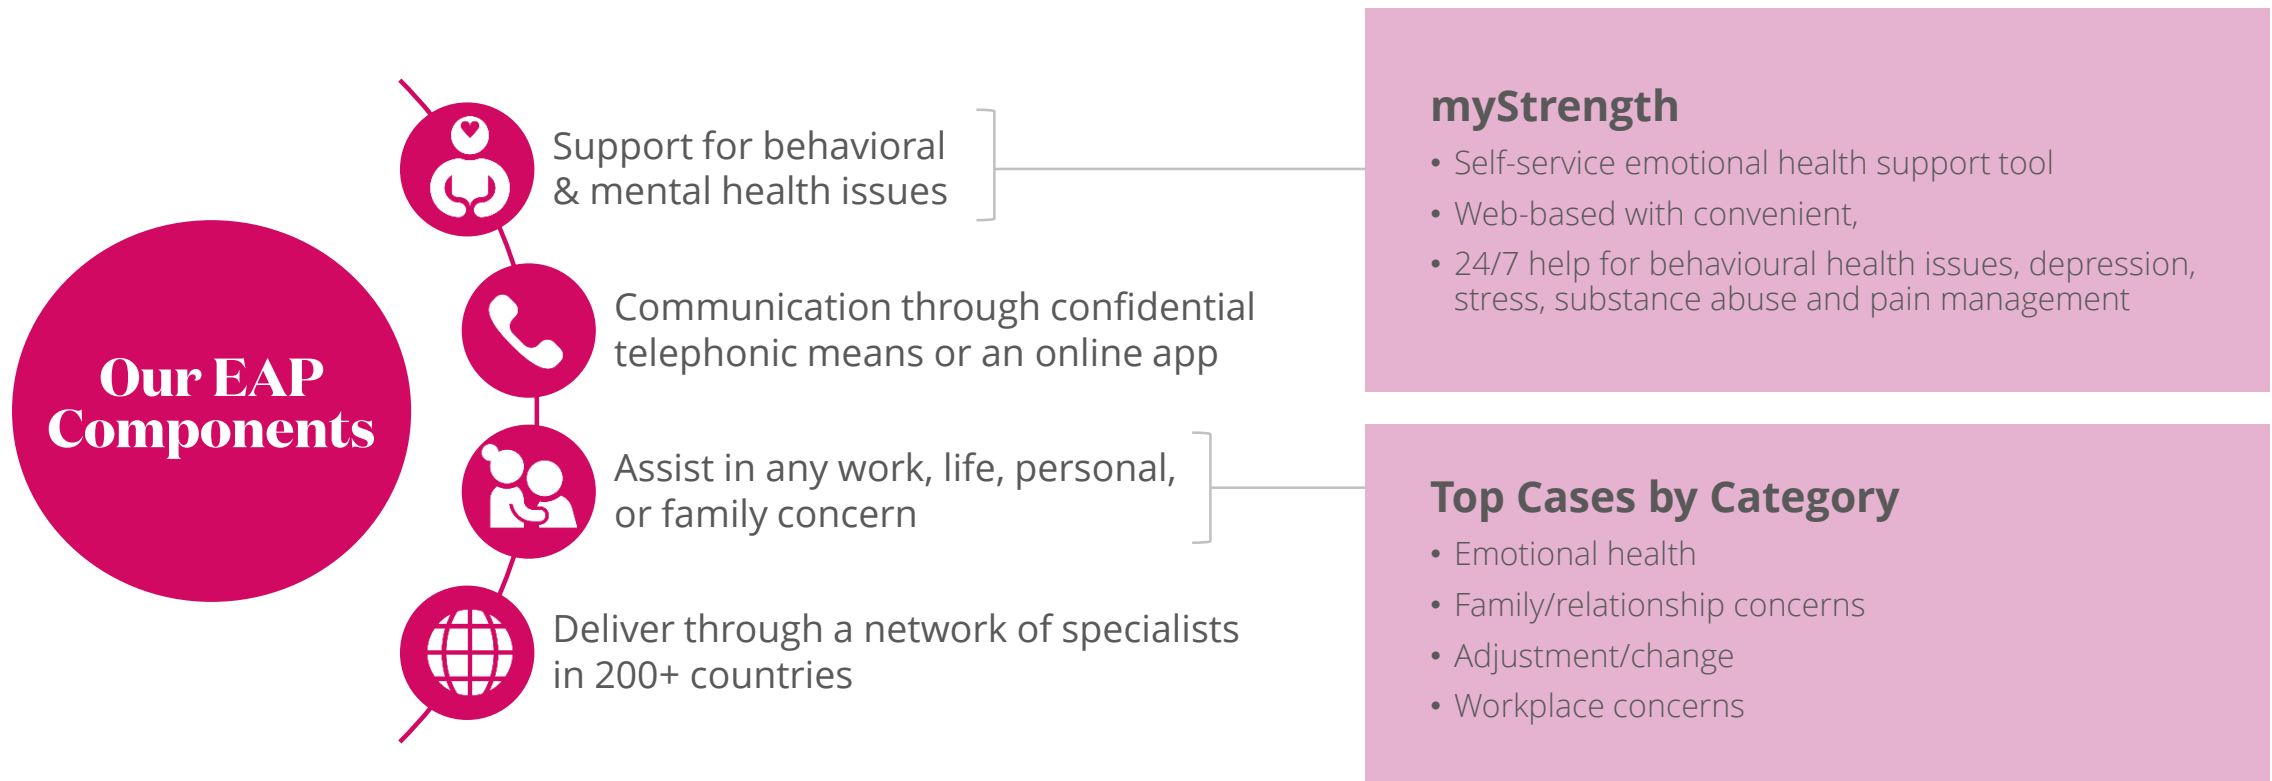 Our EAP
Components
Support for behavioral
& mental health issues
Communication through confidential
telephonic means or an online app
Assist in any work, life, personal,
or family concern
Deliver through a network of specialists
in 200+ countries
myStrength
• Self-service emotional health support tool
• Web-based with convenient,
• 24/7 help for behavioural health issues, depression,
stress, substance abuse and pain management
Top Cases by Category
• Emotional health
• Family/relationship concerns
• Adjustment/change
• Workplace concerns